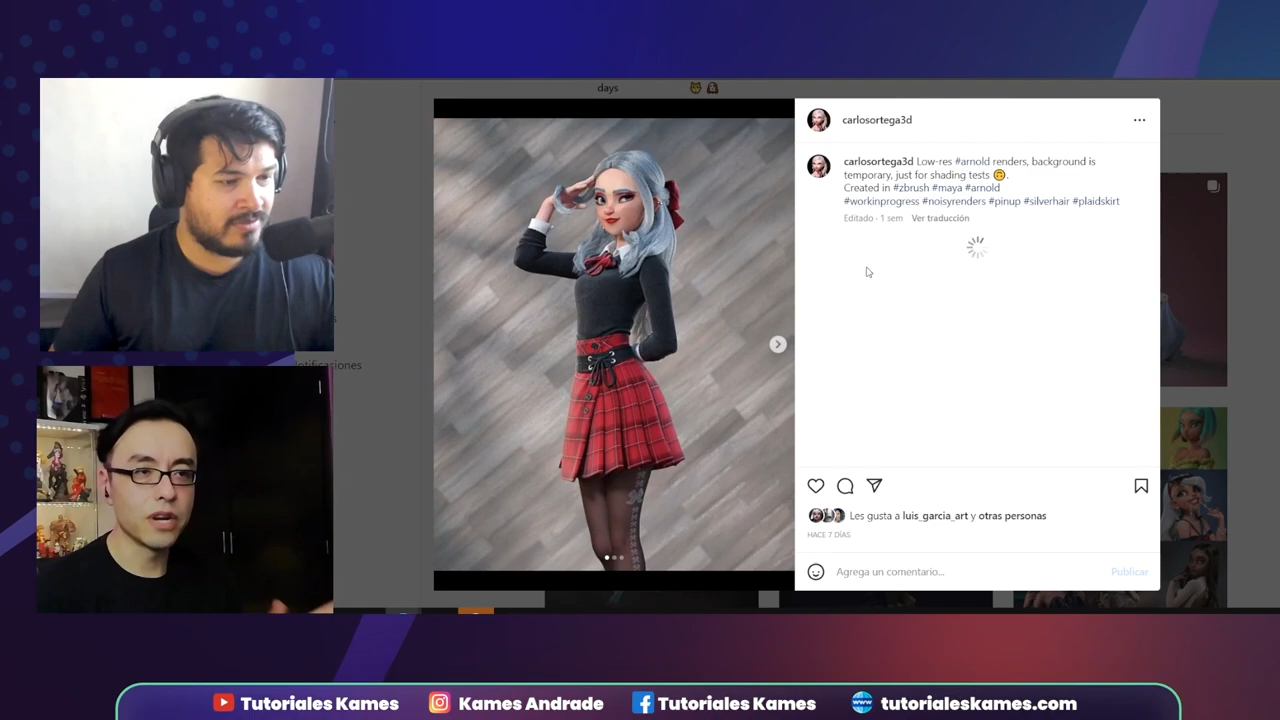 days
carlosortega3d
carlosortega3d Low-res #arnold renders, background is
temporary, just for shading tests 🙃.
Created in #zbrush #maya #arnold
#workinprogress #noisyrenders #pinup #silverhair #plaidskirt
Editado · 1 sem Ver traducción
Notificaciones
Les gusta a luis_garcia_art y otras personas
HACE 7 DÍAS
Agrega un comentario... Publicar
Tutoriales Kames Kames Andrade Tutoriales Kames tutorialeskames.com